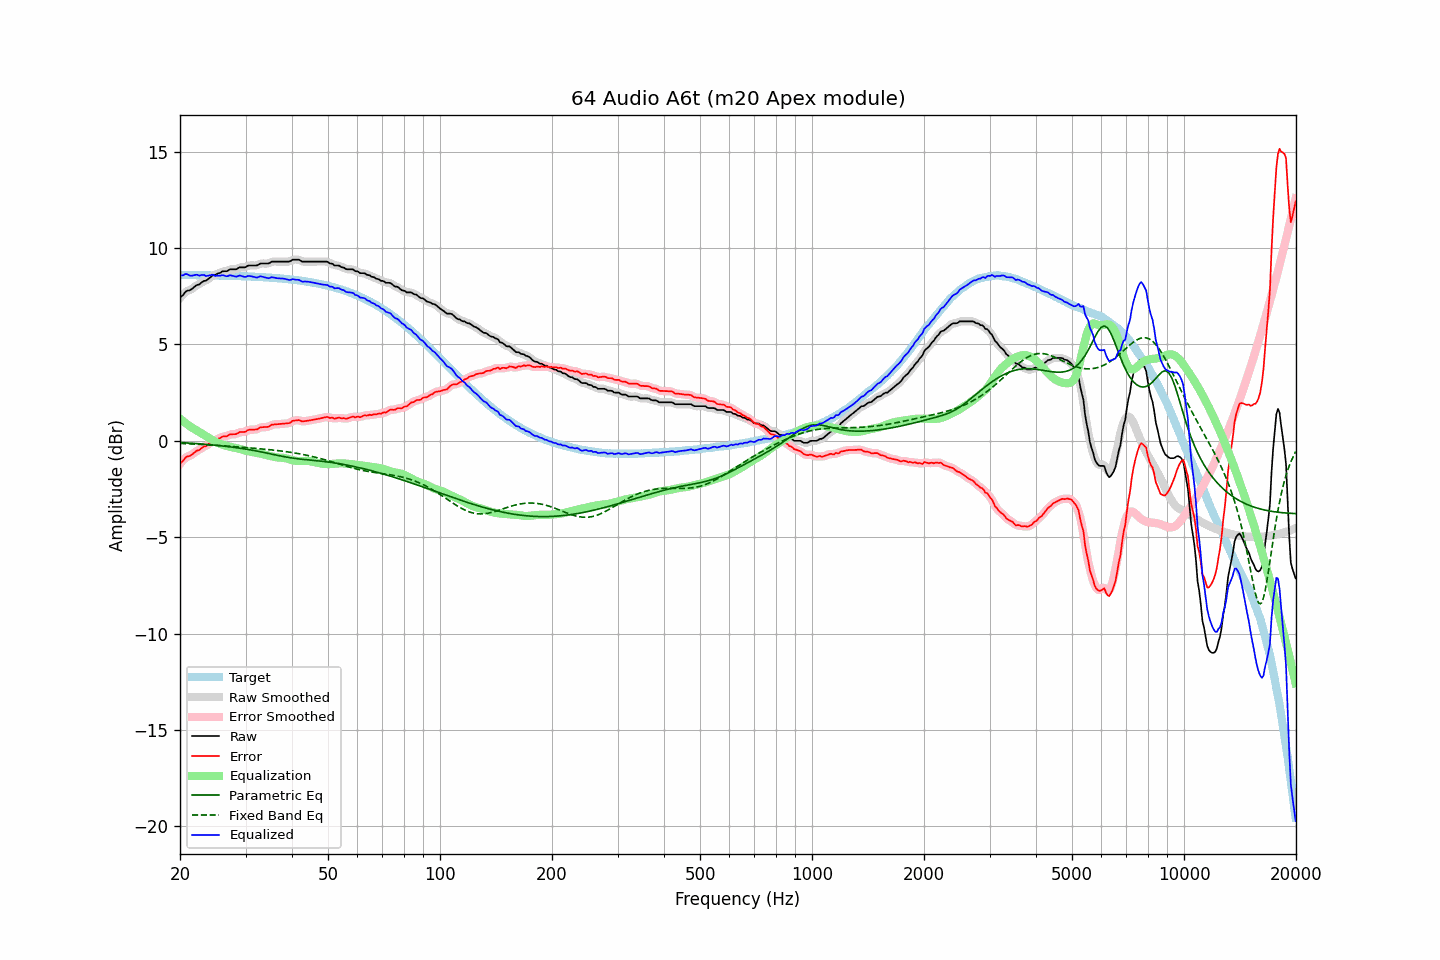 64 Audio A6t (m20 Apex module)
Amplitude (dBr)
15
10
5
0
−5
−10
−15
−20
Target
Raw Smoothed
Error Smoothed
Raw
Error
Equalization
Parametric Eq
Fixed Band Eq
Equalized
20 50 100 200 500 1000 2000 5000 10000 20000
Frequency (Hz)